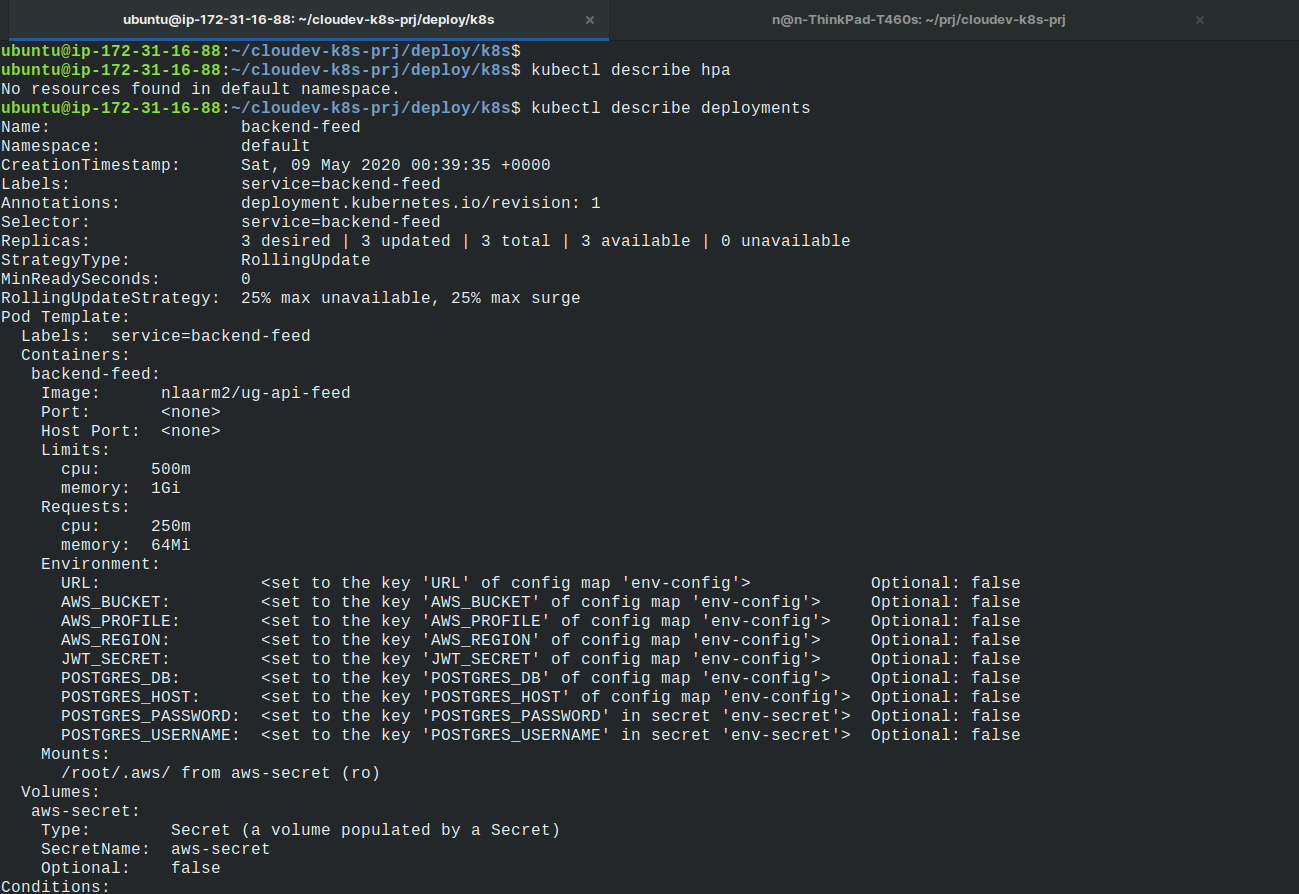 ubuntu@ip-172-31-16-88: ~/cloudev-k8s-prj/deploy/k8s × n@n-ThinkPad-T460s: ~/prj/cloudev-k8s-prj ×
ubuntu@ip-172-31-16-88:~/cloudev-k8s-prj/deploy/k8s$
ubuntu@ip-172-31-16-88:~/cloudev-k8s-prj/deploy/k8s$ kubectl describe hpa
No resources found in default namespace.
ubuntu@ip-172-31-16-88:~/cloudev-k8s-prj/deploy/k8s$ kubectl describe deployments
Name:                   backend-feed
Namespace:              default
CreationTimestamp:      Sat, 09 May 2020 00:39:35 +0000
Labels:                 service=backend-feed
Annotations:            deployment.kubernetes.io/revision: 1
Selector:               service=backend-feed
Replicas:               3 desired | 3 updated | 3 total | 3 available | 0 unavailable
StrategyType:           RollingUpdate
MinReadySeconds:        0
RollingUpdateStrategy:  25% max unavailable, 25% max surge
Pod Template:
  Labels:  service=backend-feed
  Containers:
   backend-feed:
    Image:      nlaarm2/ug-api-feed
    Port:       <none>
    Host Port:  <none>
    Limits:
      cpu:     500m
      memory:  1Gi
    Requests:
      cpu:     250m
      memory:  64Mi
    Environment:
      URL:                <set to the key 'URL' of config map 'env-config'>            Optional: false
      AWS_BUCKET:         <set to the key 'AWS_BUCKET' of config map 'env-config'>     Optional: false
      AWS_PROFILE:        <set to the key 'AWS_PROFILE' of config map 'env-config'>    Optional: false
      AWS_REGION:         <set to the key 'AWS_REGION' of config map 'env-config'>     Optional: false
      JWT_SECRET:         <set to the key 'JWT_SECRET' of config map 'env-config'>     Optional: false
      POSTGRES_DB:        <set to the key 'POSTGRES_DB' of config map 'env-config'>    Optional: false
      POSTGRES_HOST:      <set to the key 'POSTGRES_HOST' of config map 'env-config'>  Optional: false
      POSTGRES_PASSWORD:  <set to the key 'POSTGRES_PASSWORD' in secret 'env-secret'>  Optional: false
      POSTGRES_USERNAME:  <set to the key 'POSTGRES_USERNAME' in secret 'env-secret'>  Optional: false
    Mounts:
      /root/.aws/ from aws-secret (ro)
  Volumes:
   aws-secret:
    Type:        Secret (a volume populated by a Secret)
    SecretName:  aws-secret
    Optional:    false
Conditions: